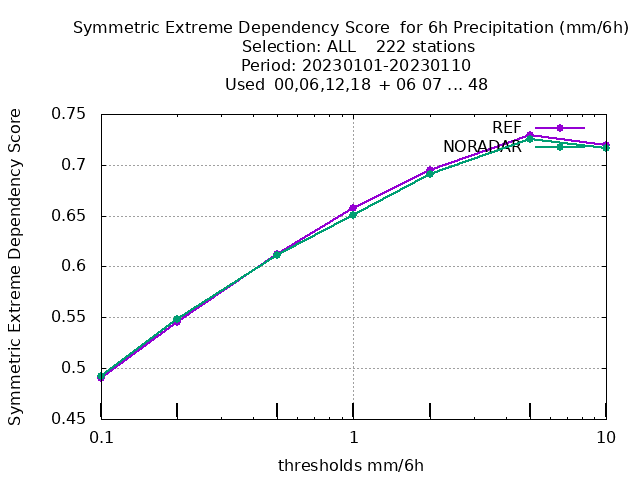 Symmetric Extreme Dependency Score for 6h Precipitation (mm/6h)
Selection: ALL 222 stations
Period: 20230101-20230110
Used 00,06,12,18 + 06 07 ... 48
Symmetric Extreme Dependency Score
0.75
0.7
0.65
0.6
0.55
0.5
0.45
REF
NORADAR
0.1
1
10
thresholds mm/6h